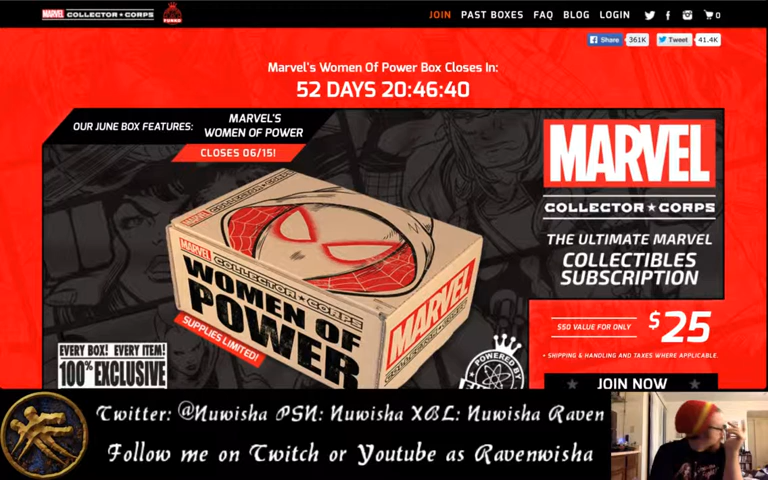 MARVEL COLLECTOR★CORPS FUNKO JOIN PAST BOXES FAQ BLOG LOGIN 0
Share 361K Tweet 41.4K
Marvel's Women Of Power Box Closes In:
52 DAYS 20:46:40
OUR JUNE BOX FEATURES: MARVEL'S
WOMEN OF POWER
CLOSES 06/15!
MARVEL
COLLECTOR★CORPS
THE ULTIMATE MARVEL
COLLECTIBLES
SUBSCRIPTION
MARVEL
COLLECTOR★CORPS
WOMEN OF
POWER
SUPPLIES LIMITED!
MARVEL
COLLECTOR★CORPS
$50 VALUE FOR ONLY $25
* SHIPPING & HANDLING AND TAXES WHERE APPLICABLE.
EVERY BOX! EVERY ITEM!
100% EXCLUSIVE
POWERED BY
★ JOIN NOW ★
Twitter: @Nuwisha PSN: Nuwisha XBL: Nuwisha Raven
Follow me on Twitch or Youtube as Ravenwisha